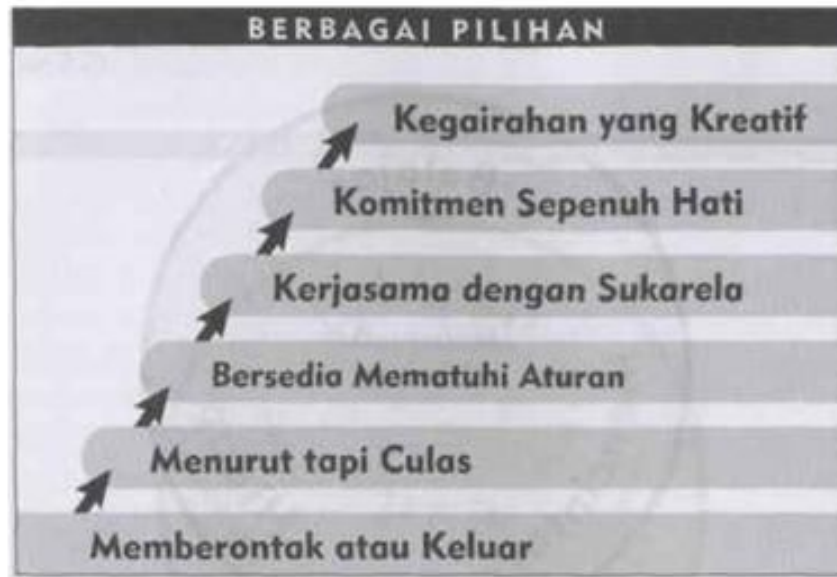 BERBAGAI PILIHAN
Kegairahan yang Kreatif
Komitmen Sepenuh Hati
Kerjasama dengan Sukarela
Bersedia Mematuhi Aturan
Menurut tapi Culas
Memberontak atau Keluar